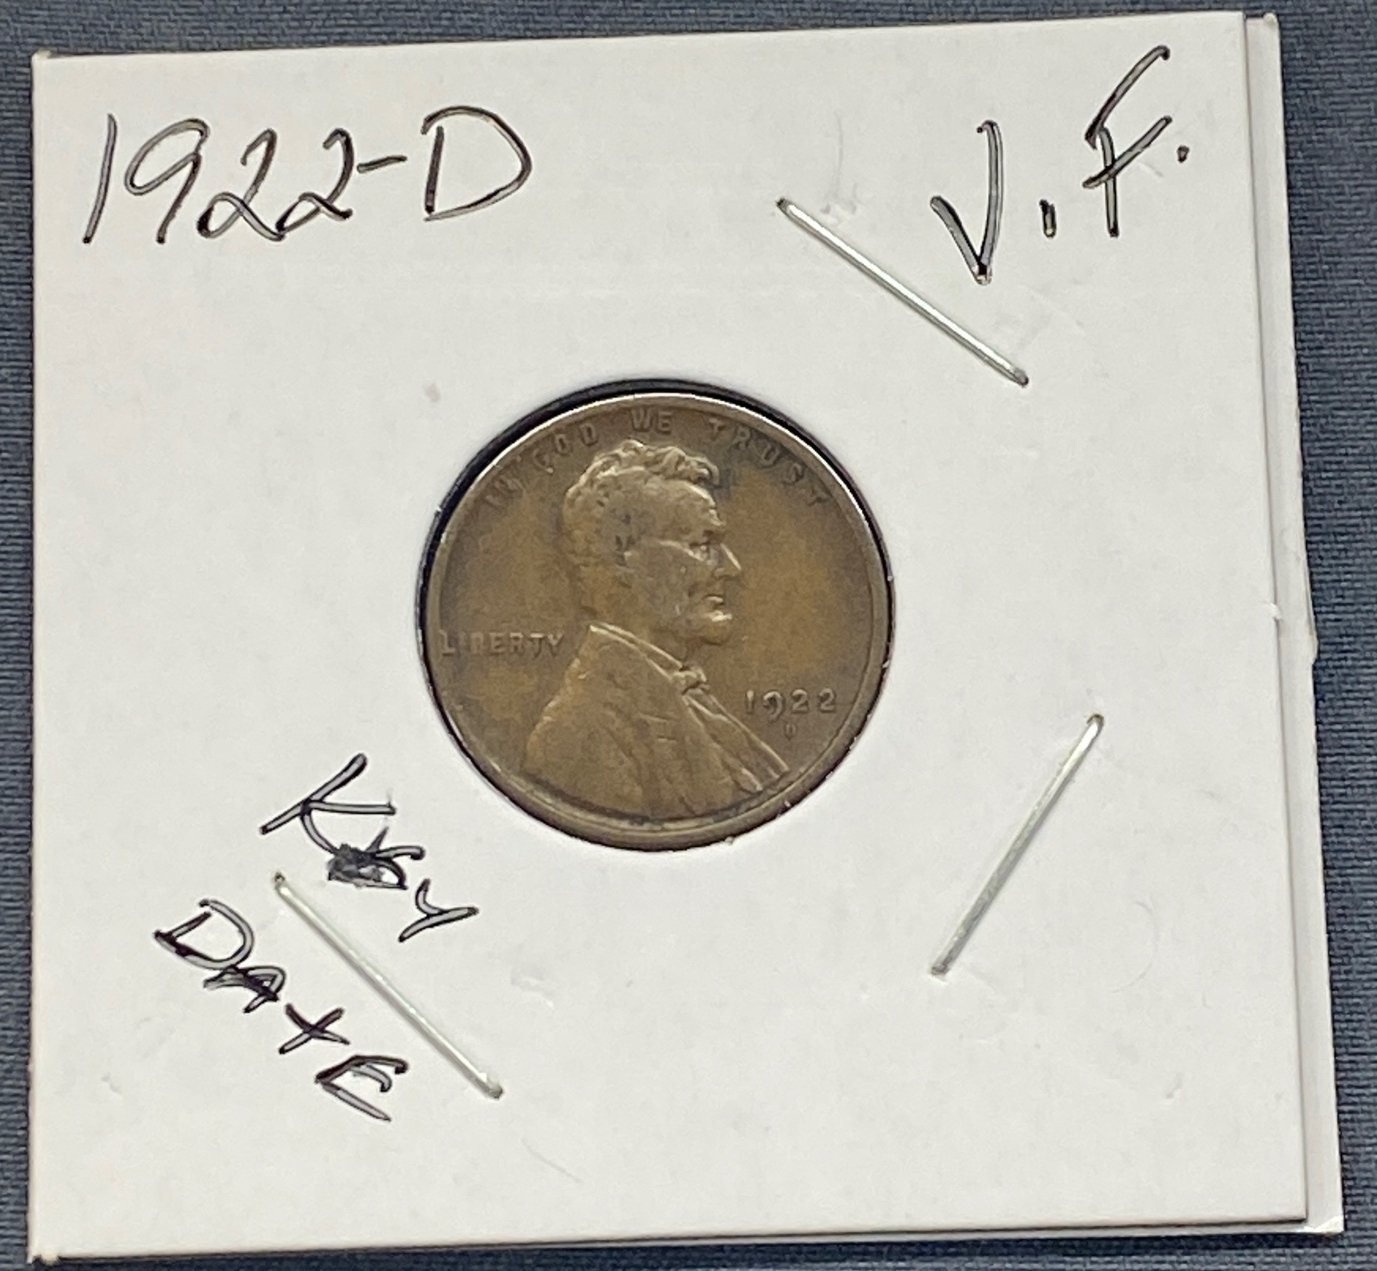 1922-D
V.F.
IN GOD WE TRUST
LIBERTY
1922
D
KEY
DATE